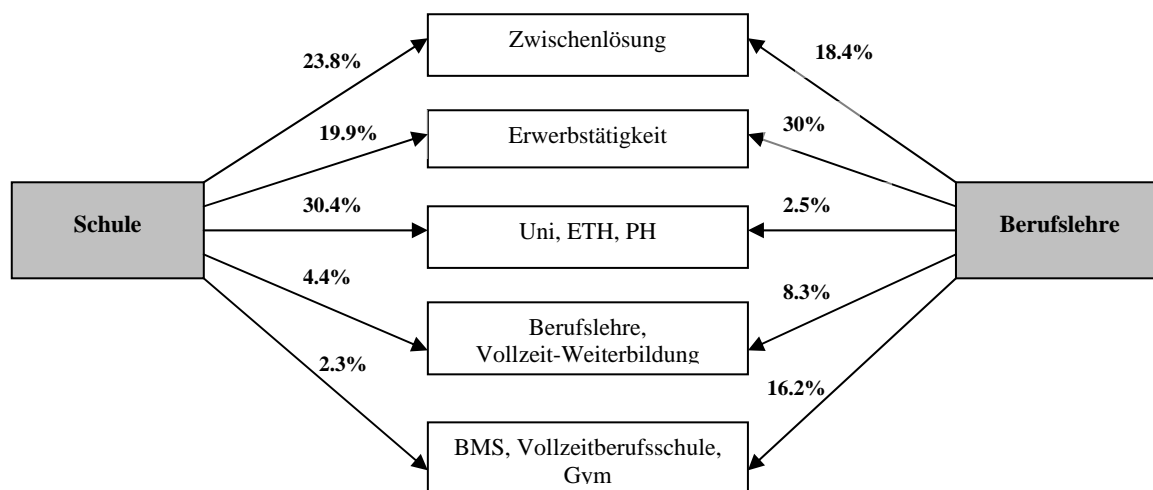 Zwischenlösung
23.8%
18.4%
19.9%
Erwerbstätigkeit
30%
Schule
30.4%
Uni, ETH, PH
2.5%
Berufslehre
4.4%
8.3%
Berufslehre,
Vollzeit-Weiterbildung
2.3%
16.2%
BMS, Vollzeitberufsschule,
Gym